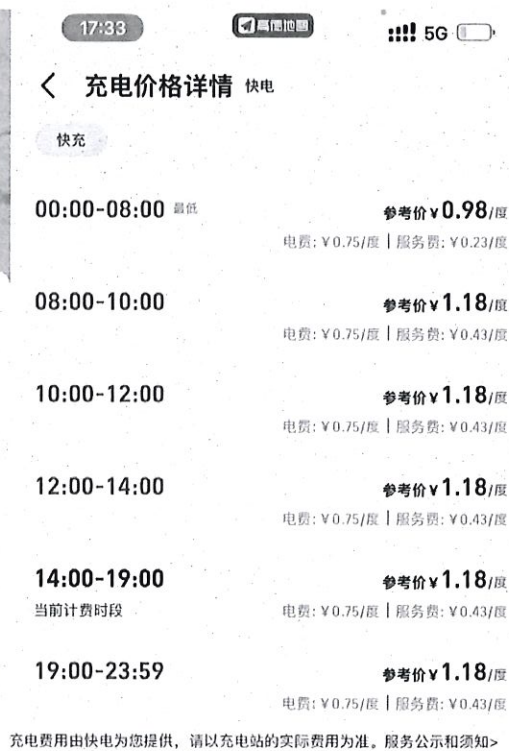 17:33
高德地图
5G
充电价格详情 快电
快充
00:00-08:00 最低
参考价¥0.98/度
电费:¥0.75/度 | 服务费:¥0.23/度
08:00-10:00
参考价¥1.18/度
电费:¥0.75/度 | 服务费:¥0.43/度
10:00-12:00
参考价¥1.18/度
电费:¥0.75/度 | 服务费:¥0.43/度
12:00-14:00
参考价¥1.18/度
电费:¥0.75/度 | 服务费:¥0.43/度
14:00-19:00
参考价¥1.18/度
当前计费时段
电费:¥0.75/度 | 服务费:¥0.43/度
19:00-23:59
参考价¥1.18/度
电费:¥0.75/度 | 服务费:¥0.43/度
充电费用由快电为您提供，请以充电站的实际费用为准。服务公示和须知>